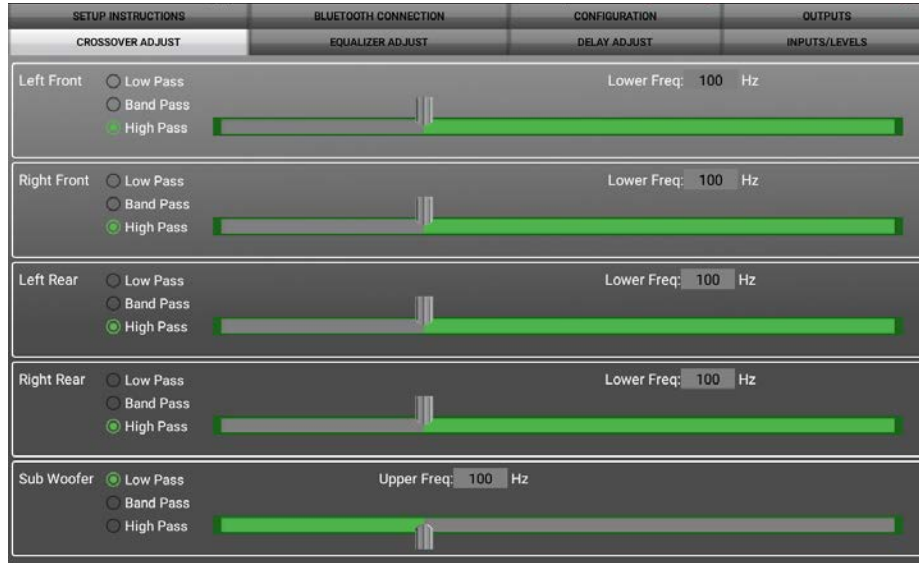 SETUP INSTRUCTIONS BLUETOOTH CONNECTION CONFIGURATION OUTPUTS
CROSSOVER ADJUST EQUALIZER ADJUST DELAY ADJUST INPUTS/LEVELS
Left Front Low Pass Lower Freq: 100 Hz
Band Pass
High Pass
Right Front Low Pass Lower Freq: 100 Hz
Band Pass
High Pass
Left Rear Low Pass Lower Freq: 100 Hz
Band Pass
High Pass
Right Rear Low Pass Lower Freq: 100 Hz
Band Pass
High Pass
Sub Woofer Low Pass Upper Freq: 100 Hz
Band Pass
High Pass